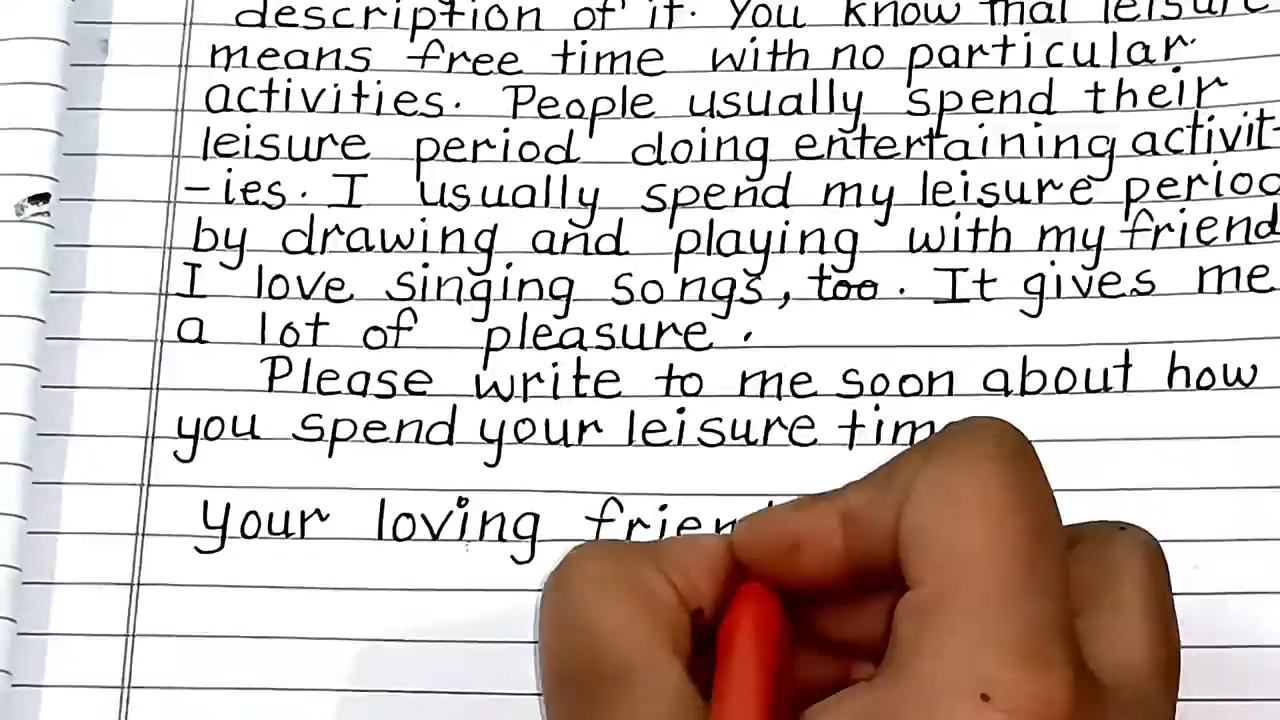 description of it. You know that leisure
means free time with no particular
activities. People usually spend their
leisure period doing entertaining activit-
-ies. I usually spend my leisure period
by drawing and playing with my friend
I love singing songs, too. It gives me
a lot of pleasure.
Please write to me soon about how
you spend your leisure
Your loving